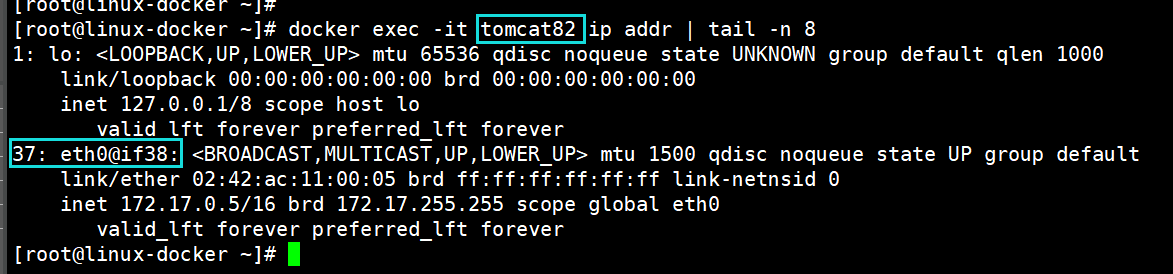 [root@linux-docker ~]#
[root@linux-docker ~]# docker exec -it tomcat82 ip addr | tail -n 8
1: lo: <LOOPBACK,UP,LOWER_UP> mtu 65536 qdisc noqueue state UNKNOWN group default qlen 1000
    link/loopback 00:00:00:00:00:00 brd 00:00:00:00:00:00
    inet 127.0.0.1/8 scope host lo
       valid_lft forever preferred_lft forever
37: eth0@if38: <BROADCAST,MULTICAST,UP,LOWER_UP> mtu 1500 qdisc noqueue state UP group default
    link/ether 02:42:ac:11:00:05 brd ff:ff:ff:ff:ff:ff link-netnsid 0
    inet 172.17.0.5/16 brd 172.17.255.255 scope global eth0
       valid_lft forever preferred_lft forever
[root@linux-docker ~]#